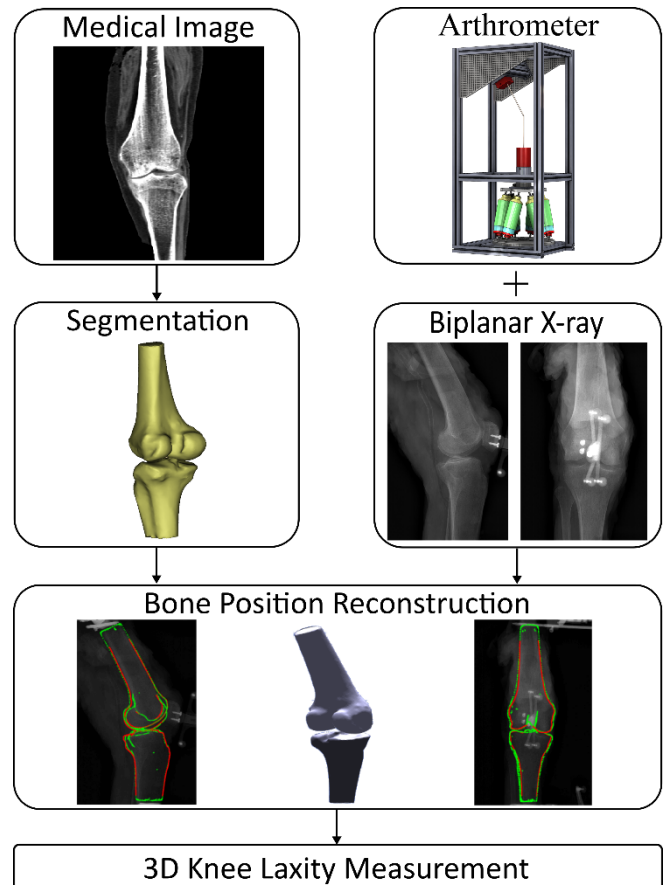 Medical Image
Arthrometer
+
Segmentation
Biplanar X-ray
Bone Position Reconstruction
3D Knee Laxity Measurement